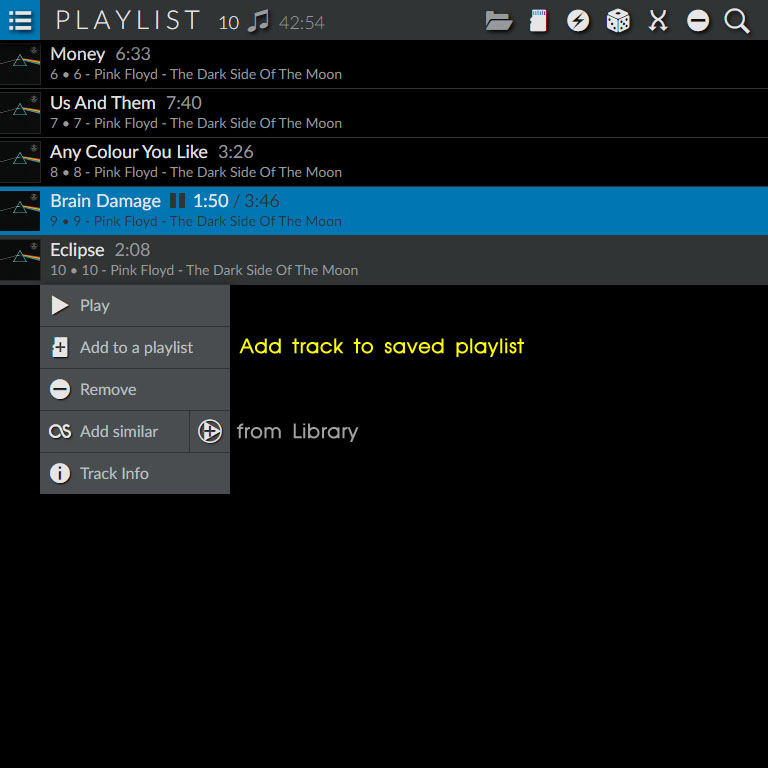 PLAYLIST 10 42:54
Money 6:33
6 • 6 - Pink Floyd - The Dark Side Of The Moon
Us And Them 7:40
7 • 7 - Pink Floyd - The Dark Side Of The Moon
Any Colour You Like 3:26
8 • 8 - Pink Floyd - The Dark Side Of The Moon
Brain Damage 1:50 / 3:46
9 • 9 - Pink Floyd - The Dark Side Of The Moon
Eclipse 2:08
10 • 10 - Pink Floyd - The Dark Side Of The Moon
Play
Add to a playlist Add track to saved playlist
Remove
Add similar from Library
Track Info